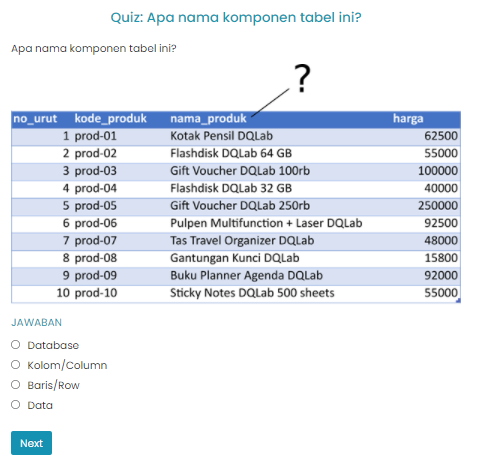 Quiz: Apa nama komponen tabel ini?
Apa nama komponen tabel ini?
?
no_urut kode_produk nama_produk harga
1 prod-01 Kotak Pensil DQLab 62500
2 prod-02 Flashdisk DQLab 64 GB 55000
3 prod-03 Gift Voucher DQLab 100rb 100000
4 prod-04 Flashdisk DQLab 32 GB 40000
5 prod-05 Gift Voucher DQLab 250rb 250000
6 prod-06 Pulpen Multifunction + Laser DQLab 92500
7 prod-07 Tas Travel Organizer DQLab 48000
8 prod-08 Gantungan Kunci DQLab 15800
9 prod-09 Buku Planner Agenda DQLab 92000
10 prod-10 Sticky Notes DQLab 500 sheets 55000
JAWABAN
Database
Kolom/Column
Baris/Row
Data
Next